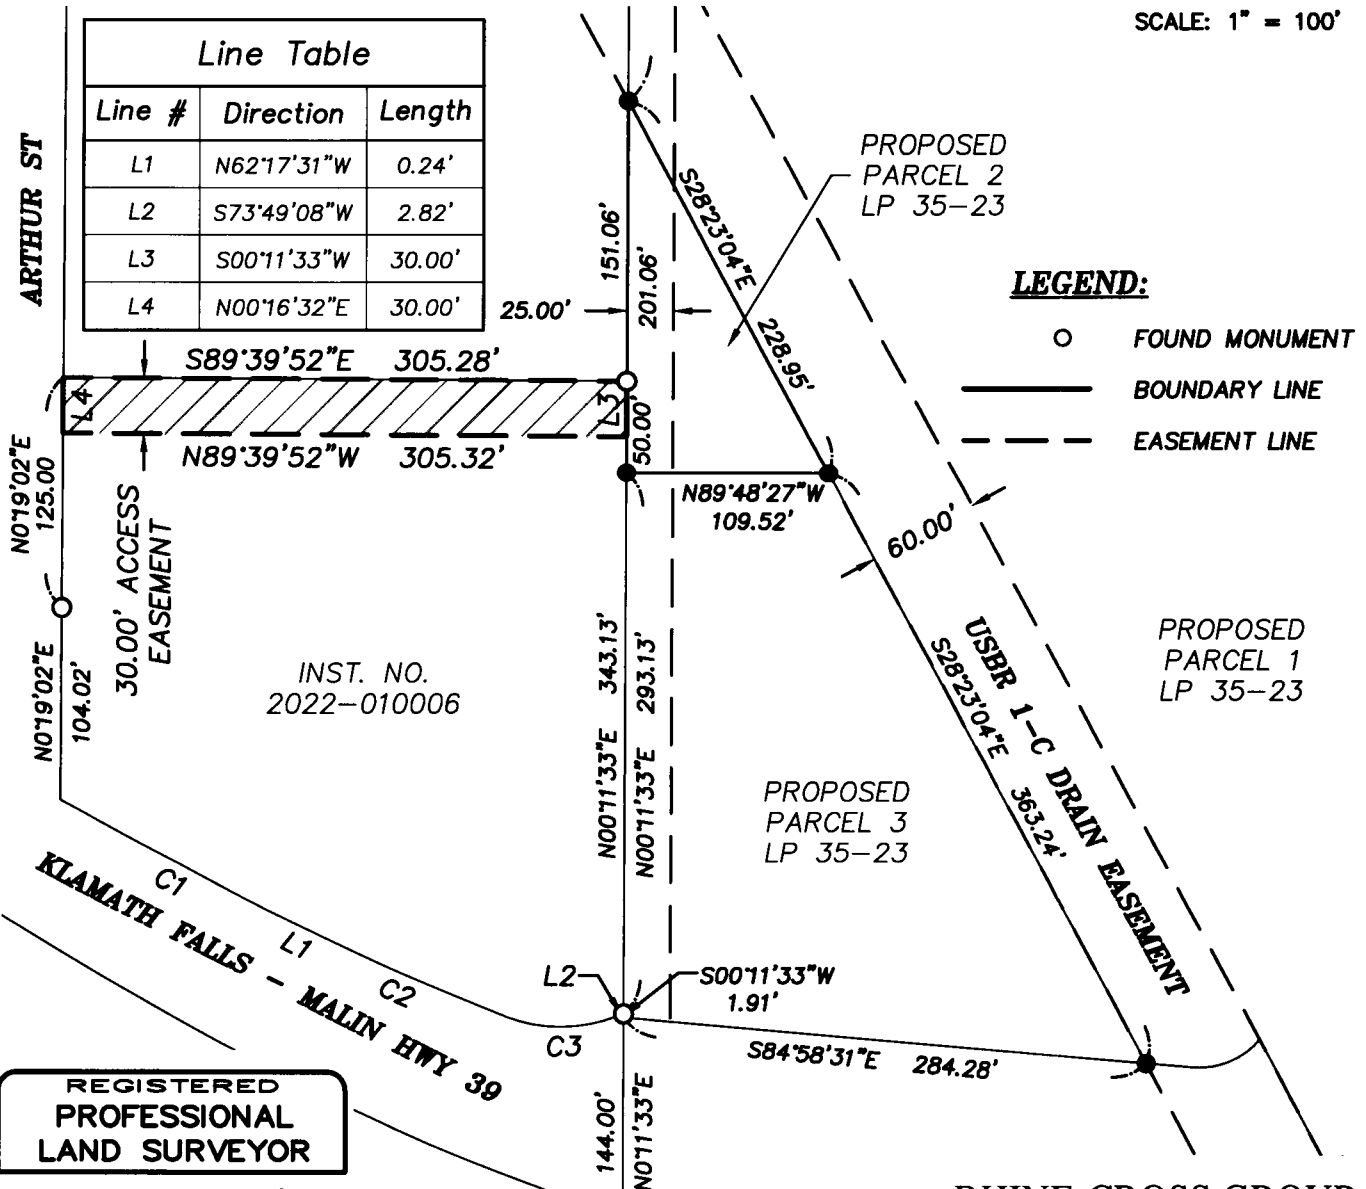 SCALE: 1" = 100'
Line Table
Line # Direction Length
L1 N62°17'31"W 0.24'
L2 S73°49'08"W 2.82'
L3 S00°11'33"W 30.00'
L4 N00°16'32"E 30.00'
ARTHUR ST
PROPOSED
PARCEL 2
LP 35-23
S28°23'04"E
228.95'
151.06'
201.06'
25.00'
LEGEND:
FOUND MONUMENT
BOUNDARY LINE
EASEMENT LINE
S89°39'52"E 305.28'
L4
L3
50.00'
N89°39'52"W 305.32'
N89°48'27"W
109.52'
60.00'
N0°19'02"E
125.00
30.00' ACCESS
EASEMENT
N0°19'02"E
104.02'
INST. NO.
2022-010006
N00°11'33"E 343.13'
N00°11'33"E 293.13'
USBR 1-C DRAIN EASEMENT
S28°23'04"E 363.24'
PROPOSED
PARCEL 1
LP 35-23
PROPOSED
PARCEL 3
LP 35-23
C1
L1
C2
C3
KLAMATH FALLS - MALIN HWY 39
L2
S00°11'33"W
1.91'
S84°58'31"E 284.28'
144.00'
N0°11'33"E
REGISTERED
PROFESSIONAL
LAND SURVEYOR
RHINE-CROSS GROUP